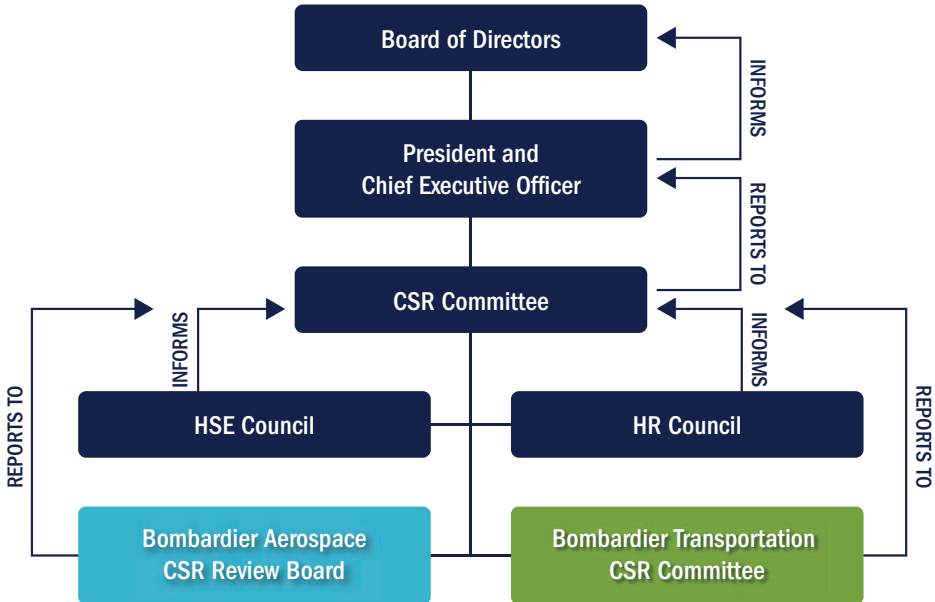 Board of Directors
INFORMS
President and
Chief Executive Officer
REPORTS TO
CSR Committee
INFORMS
INFORMS
REPORTS TO
HSE Council
HR Council
REPORTS TO
Bombardier Aerospace
CSR Review Board
Bombardier Transportation
CSR Committee